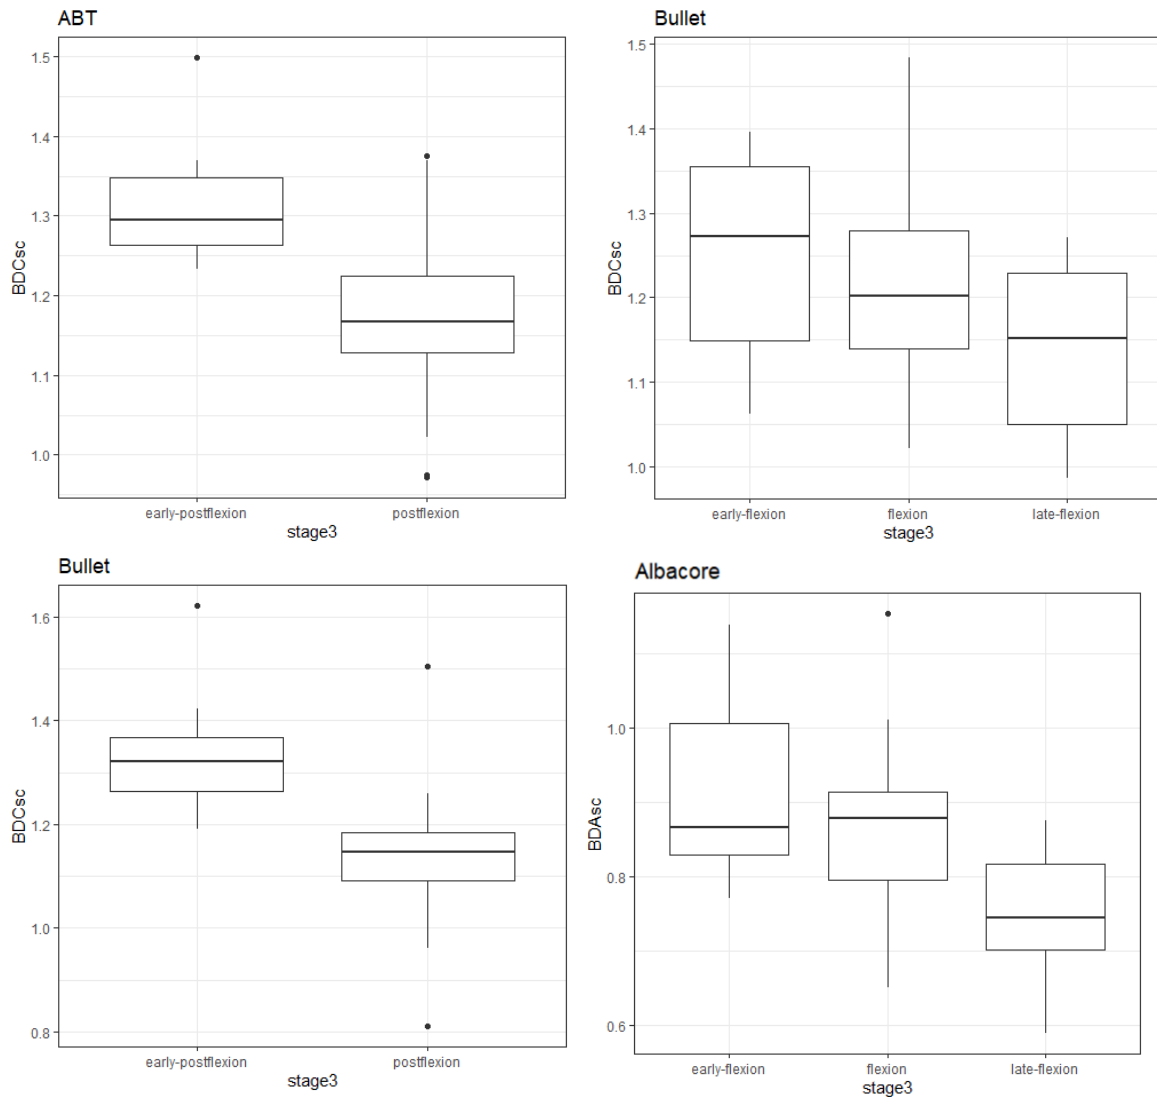 ABT
1.5
1.4
1.3
1.2
1.1
1.0
BDCsc
early-postflexion postflexion
stage3
Bullet
1.5
1.4
1.3
1.2
1.1
1.0
BDCsc
early-flexion flexion late-flexion
stage3
Bullet
1.6
1.4
1.2
1.0
0.8
BDCsc
early-postflexion postflexion
stage3
Albacore
1.0
0.8
0.6
BDAsc
early-flexion flexion late-flexion
stage3